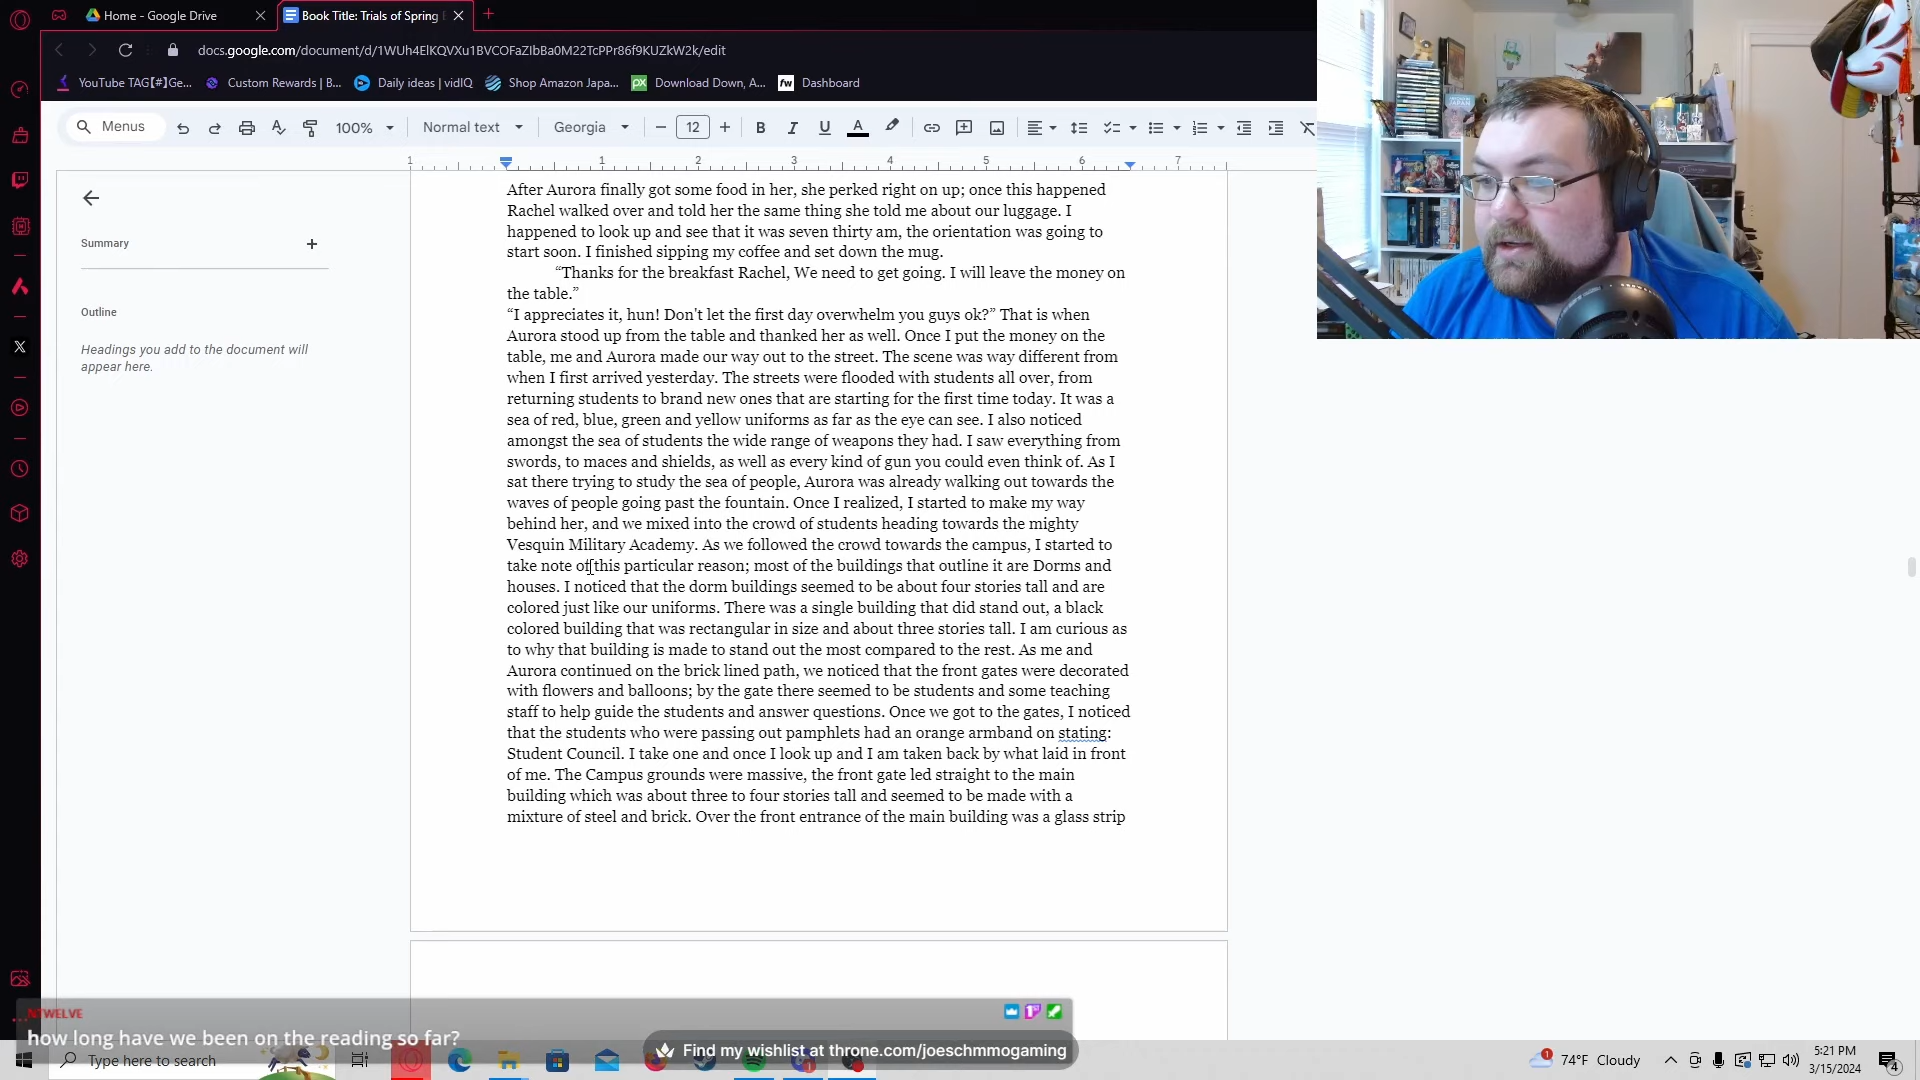 Home - Google Drive
Book Title: Trials of Spring
docs.google.com/document/d/1WUh4ElKQVXu1BVCOFaZIbBa0M22TcPPr86f9KUZkW2k/edit
YouTube TAG【#】Ge...
Custom Rewards | B...
Daily ideas | vidIQ
Shop Amazon Japa...
Download Down, A...
Dashboard
Menus
100%
Normal text
Georgia
12
1 1 2 3 4 5 6 7
Summary
Outline
Headings you add to the document will
appear here.
After Aurora finally got some food in her, she perked right on up; once this happened
Rachel walked over and told her the same thing she told me about our luggage. I
happened to look up and see that it was seven thirty am, the orientation was going to
start soon. I finished sipping my coffee and set down the mug.
“Thanks for the breakfast Rachel, We need to get going. I will leave the money on
the table.”
“I appreciates it, hun! Don't let the first day overwhelm you guys ok?” That is when
Aurora stood up from the table and thanked her as well. Once I put the money on the
table, me and Aurora made our way out to the street. The scene was way different from
when I first arrived yesterday. The streets were flooded with students all over, from
returning students to brand new ones that are starting for the first time today. It was a
sea of red, blue, green and yellow uniforms as far as the eye can see. I also noticed
amongst the sea of students the wide range of weapons they had. I saw everything from
swords, to maces and shields, as well as every kind of gun you could even think of. As I
sat there trying to study the sea of people, Aurora was already walking out towards the
waves of people going past the fountain. Once I realized, I started to make my way
behind her, and we mixed into the crowd of students heading towards the mighty
Vesquin Military Academy. As we followed the crowd towards the campus, I started to
take note of this particular reason; most of the buildings that outline it are Dorms and
houses. I noticed that the dorm buildings seemed to be about four stories tall and are
colored just like our uniforms. There was a single building that did stand out, a black
colored building that was rectangular in size and about three stories tall. I am curious as
to why that building is made to stand out the most compared to the rest. As me and
Aurora continued on the brick lined path, we noticed that the front gates were decorated
with flowers and balloons; by the gate there seemed to be students and some teaching
staff to help guide the students and answer questions. Once we got to the gates, I noticed
that the students who were passing out pamphlets had an orange armband on stating:
Student Council. I take one and once I look up and I am taken back by what laid in front
of me. The Campus grounds were massive, the front gate led straight to the main
building which was about three to four stories tall and seemed to be made with a
mixture of steel and brick. Over the front entrance of the main building was a glass strip
NTWELVE
how long have we been on the reading so far?
Find my wishlist at throne.com/joeschmmogaming
Type here to search
74°F Cloudy
5:21 PM
3/15/2024